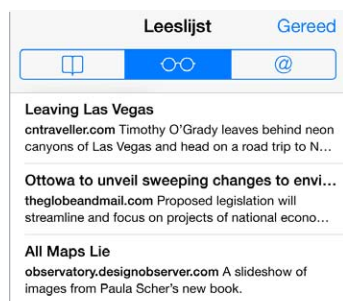 Leeslijst Gereed
@
Leaving Las Vegas
cntraveller.com Timothy O'Grady leaves behind neon
canyons of Las Vegas and head on a road trip to N...
Ottowa to unveil sweeping changes to envi...
theglobeandmail.com Proposed legislation will
streamline and focus on projects of national econo...
All Maps Lie
observatory.designobserver.com A slideshow of
images from Paula Scher's new book.